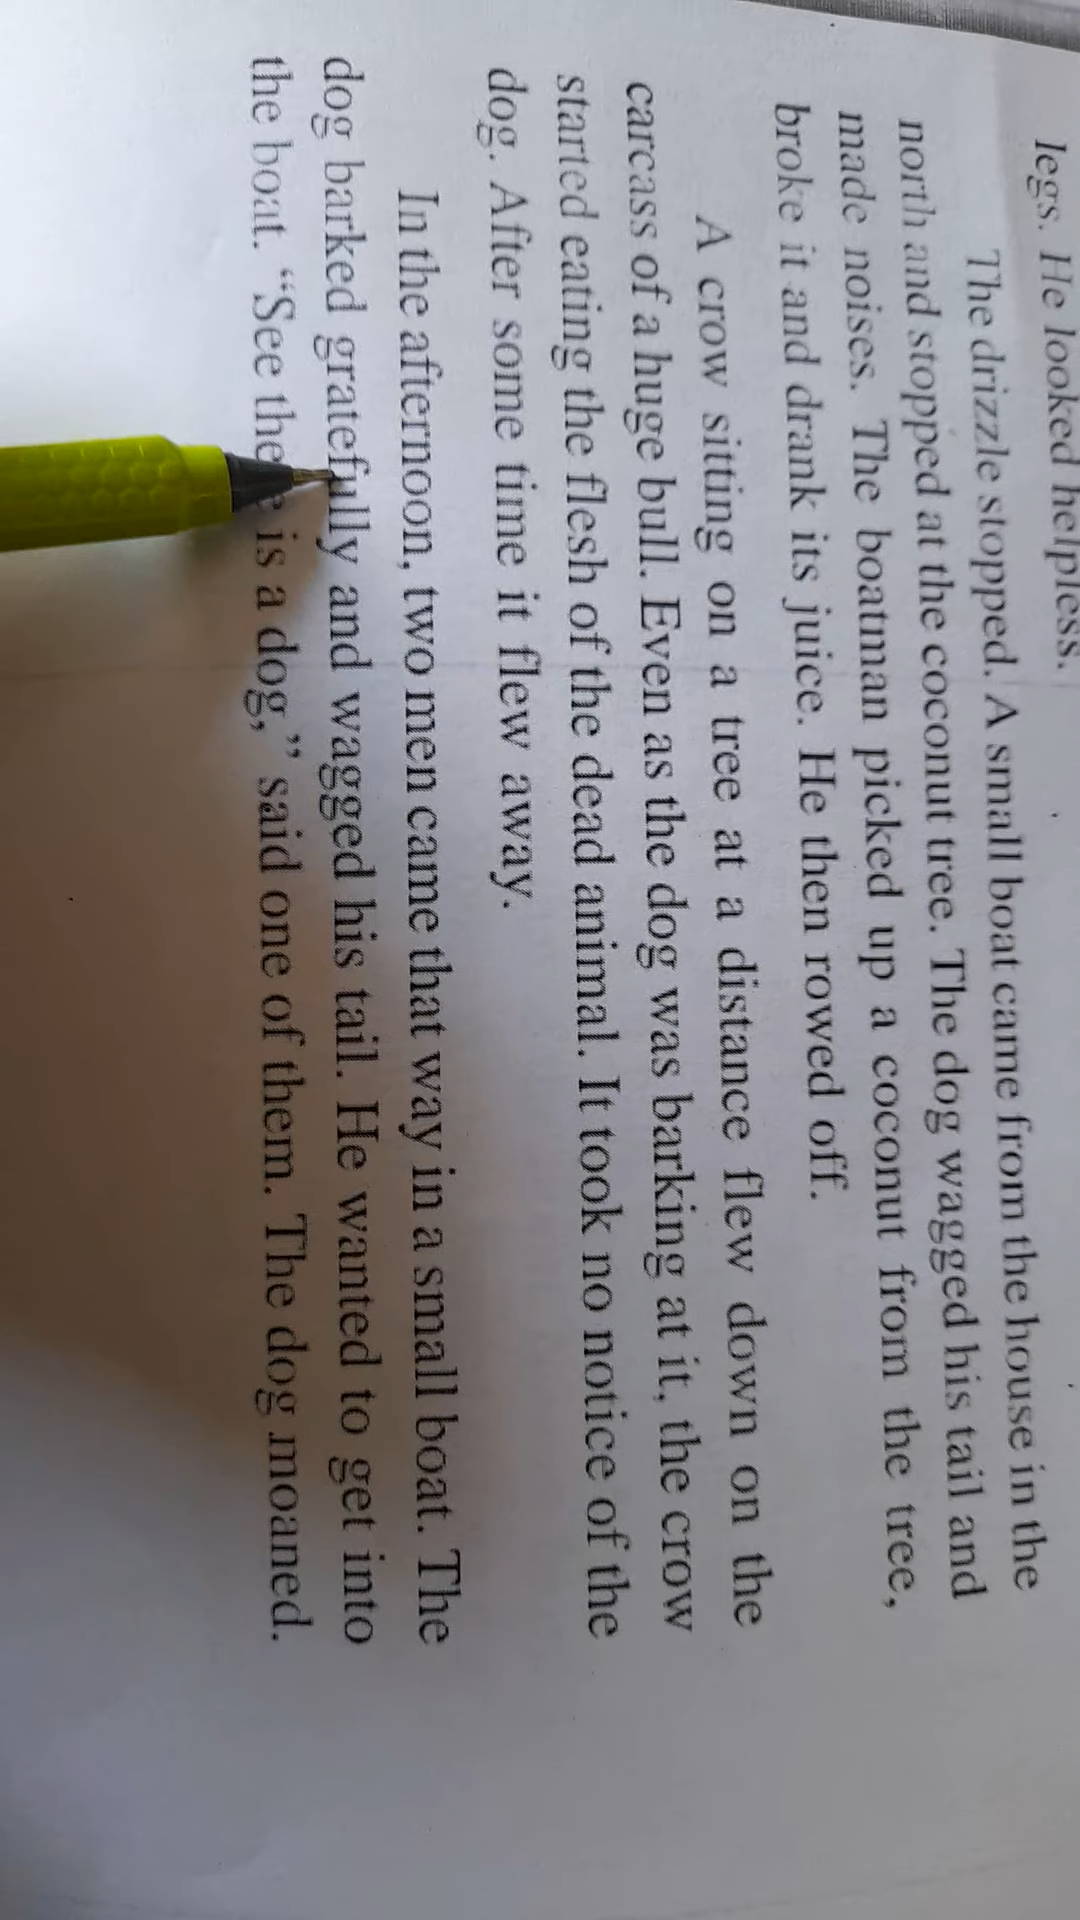 legs. He looked helpless.
The drizzle stopped. A small boat came from the house in the
north and stopped at the coconut tree. The dog wagged his tail and
made noises. The boatman picked up a coconut from the tree,
broke it and drank its juice. He then rowed off.
A crow sitting on a tree at a distance flew down on the
carcass of a huge bull. Even as the dog was barking at it, the crow
started eating the flesh of the dead animal. It took no notice of the
dog. After some time it flew away.
In the afternoon, two men came that way in a small boat. The
dog barked gratefully and wagged his tail. He wanted to get into
the boat. “See there is a dog,” said one of them. The dog moaned.